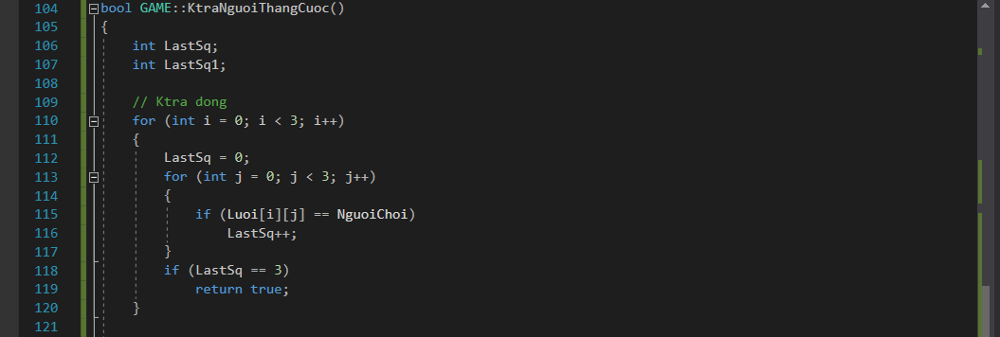 104 bool GAME::KtraNguoiThangCuoc()
105 {
106     int LastSq;
107     int LastSq1;
108
109     // Ktra dong
110     for (int i = 0; i < 3; i++)
111     {
112         LastSq = 0;
113         for (int j = 0; j < 3; j++)
114         {
115             if (Luoi[i][j] == NguoiChoi)
116                 LastSq++;
117         }
118         if (LastSq == 3)
119             return true;
120     }
121